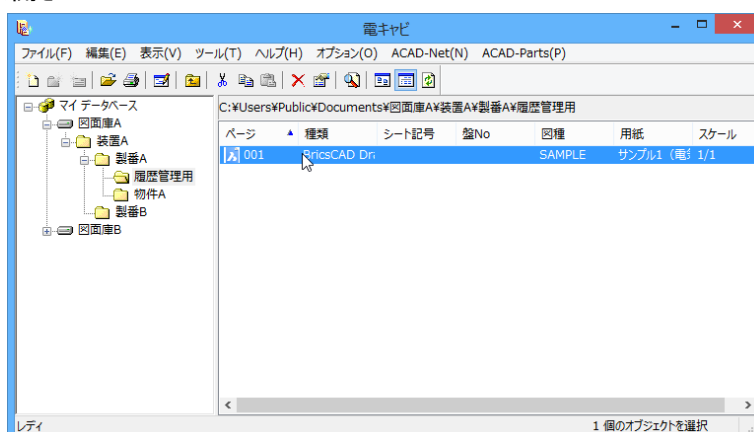 電キャビ
ファイル(F) 編集(E) 表示(V) ツール(T) ヘルプ(H) オプション(O) ACAD-Net(N) ACAD-Parts(P)
マイ データベース
図面庫A
装置A
製番A
履歴管理用
物件A
製番B
図面庫B
C:¥Users¥Public¥Documents¥図面庫A¥装置A¥製番A¥履歴管理用
ページ 種類 シート記号 盤No 図種 用紙 スケール
001 BricsCAD Dra SAMPLE サンプル1 (電 1/1
レディ
1 個のオブジェクトを選択